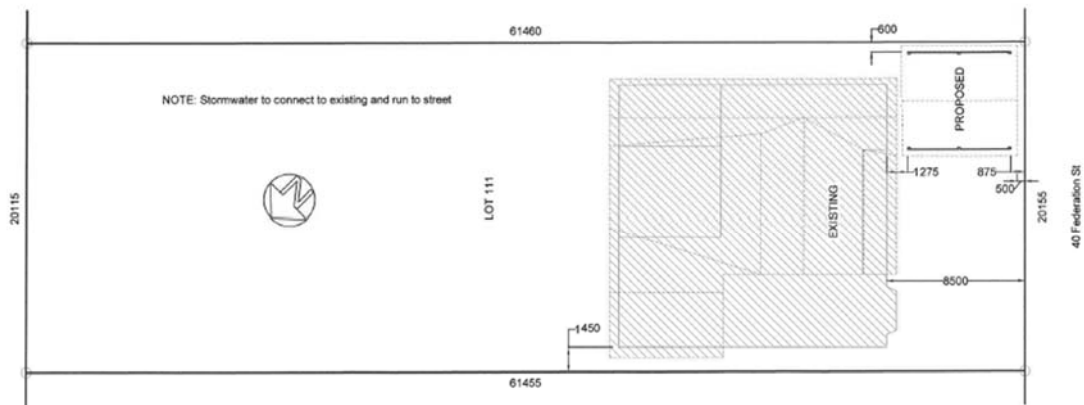 61460
600
NOTE: Stormwater to connect to existing and run to street
PROPOSED
1275
875
500
20115
N
LOT 111
EXISTING
20155
40 Federation St
8500
1450
61455